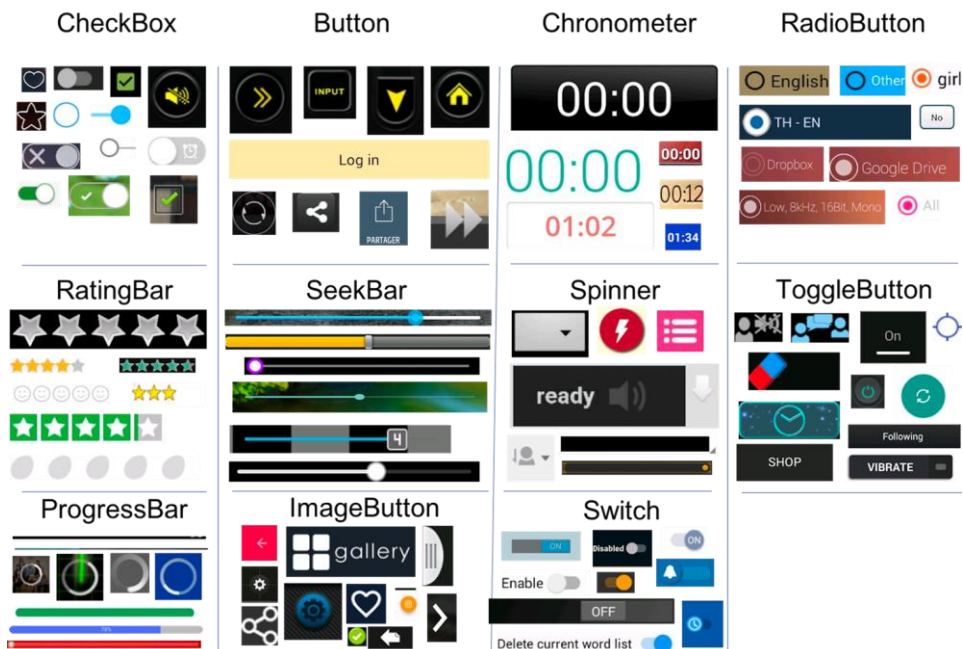 CheckBox
Button
INPUT
Log in
PARTAGER
Chronometer
00:00
00:00
00:00
00:12
01:02
01:34
RadioButton
English
Other
girl
TH - EN
No
Dropbox
Google Drive
Low, 8kHz, 16Bit, Mono
All
RatingBar
SeekBar
4
Spinner
ready
ToggleButton
On
Following
SHOP
VIBRATE
ProgressBar
ImageButton
gallery
Switch
ON
Disabled
ON
Enable
OFF
Delete current word list